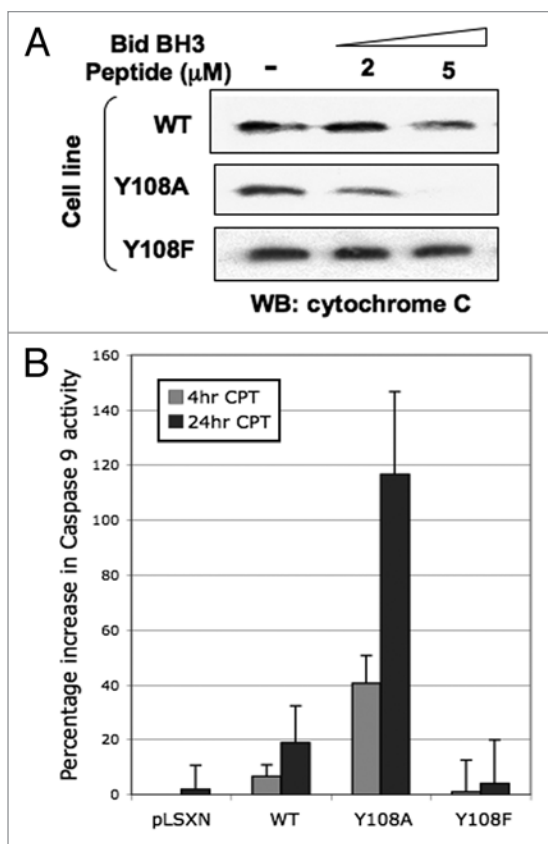 A
Bid BH3
Peptide (μM) - 2 5
Cell line
WT
Y108A
Y108F
WB: cytochrome C
B
Percentage increase in Caspase 9 activity
160
140
120
100
80
60
40
20
0
4hr CPT
24hr CPT
pLSXN WT Y108A Y108F